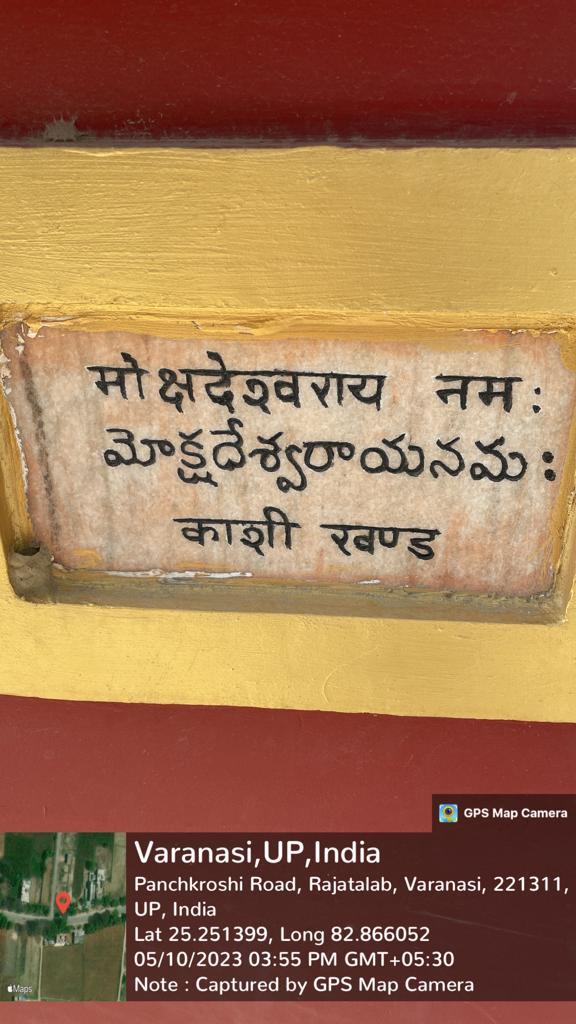 मोक्षदेश्वराय नम:
మోక్షదేశ్వరాయనమః
काशी खण्ड
GPS Map Camera
Varanasi,UP,India
Panchkroshi Road, Rajatalab, Varanasi, 221311,
UP, India
Lat 25.251399, Long 82.866052
05/10/2023 03:55 PM GMT+05:30
Note : Captured by GPS Map Camera
Maps